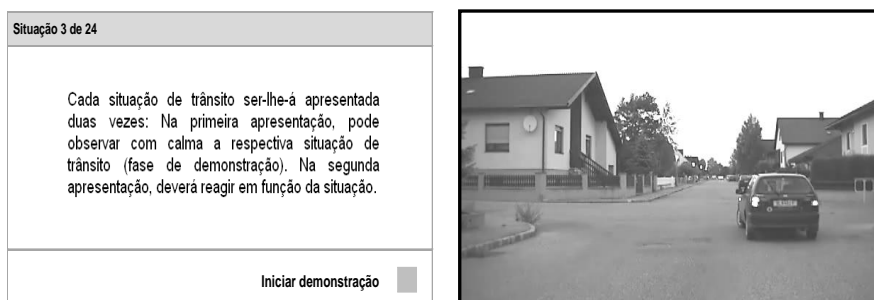 Situação 3 de 24
Cada situação de trânsito ser-lhe-á apresentada
duas vezes: Na primeira apresentação, pode
observar com calma a respectiva situação de
trânsito (fase de demonstração). Na segunda
apresentação, deverá reagir em função da situação.
Iniciar demonstração